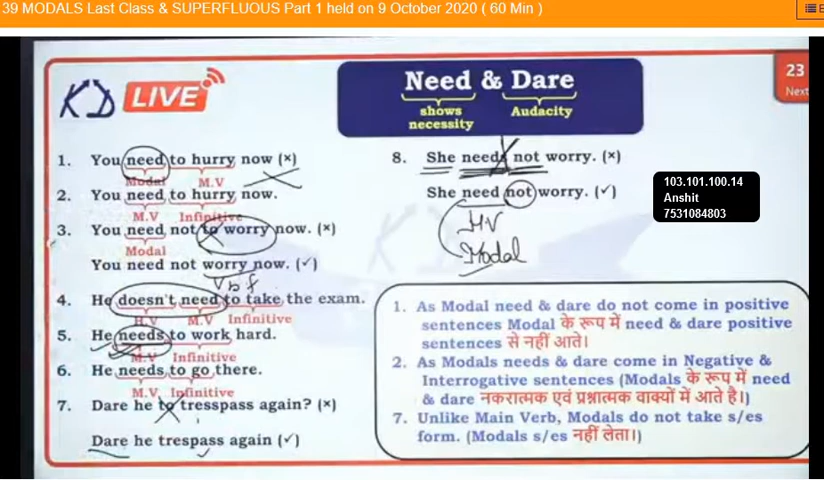 39 MODALS Last Class & SUPERFLUOUS Part 1 held on 9 October 2020 ( 60 Min )
KD LIVE
Need & Dare
shows necessity
Audacity
23
Next
1. You need to hurry now (×)
Modal M.V
2. You need to hurry now.
M.V Infinitive
3. You need not to worry now. (×)
Modal
You need not worry now. (✓)
V b f
4. He doesn't need to take the exam.
H.V M.V Infinitive
5. He needs to work hard.
M.V Infinitive
6. He needs to go there.
M.V. Infinitive
7. Dare he to tresspass again? (×)
Dare he trespass again (✓)
8. She needs not worry. (×)
She need not worry. (✓)
HV
Modal
103.101.100.14
Anshit
7531084803
1. As Modal need & dare do not come in positive
sentences Modal के रूप में need & dare positive
sentences से नहीं आते।
2. As Modals needs & dare come in Negative &
Interrogative sentences (Modals के रूप में need
& dare नकरात्मक एवं प्रश्नात्मक वाक्यों में आते है।)
7. Unlike Main Verb, Modals do not take s/es
form. (Modals s/es नहीं लेता।)